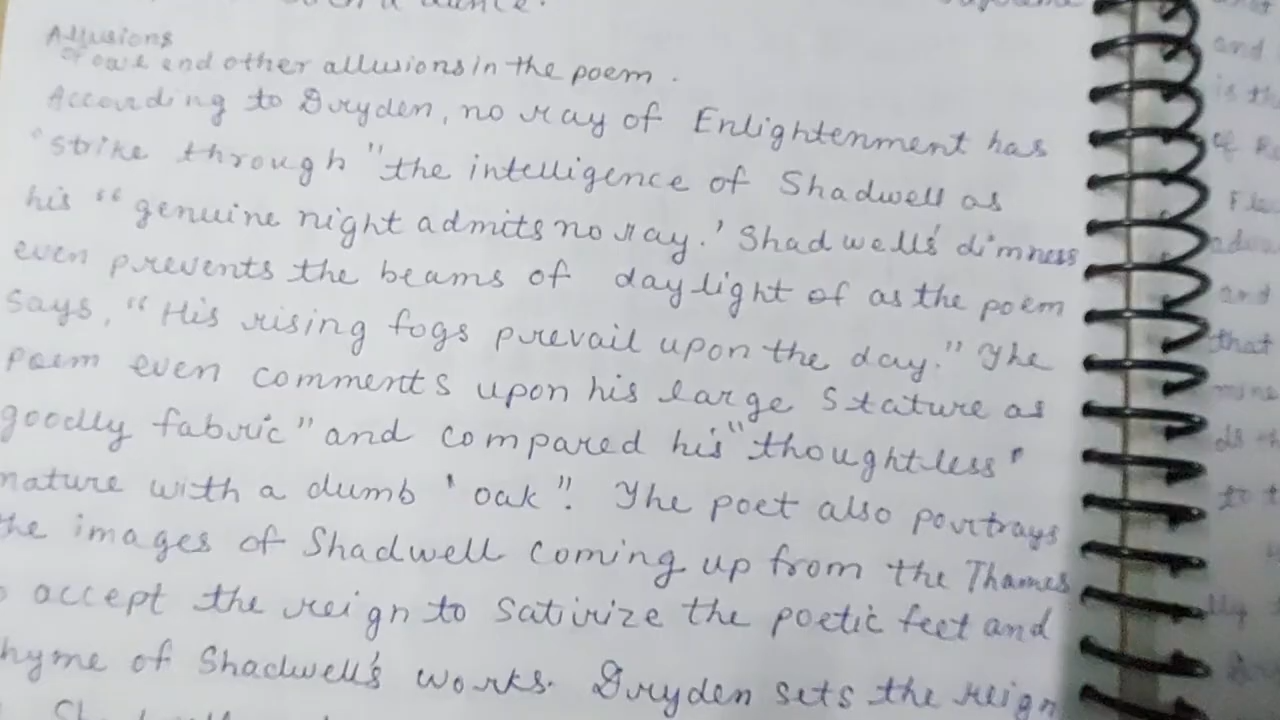 Allusions
oak and other allusions in the poem.
According to Dryden, no ray of Enlightenment has
'strike through "the intelligence of Shadwell as
his "genuine night admits no ray.' Shadwell's dimness
even prevents the beams of daylight of as the poem
says, "His rising fogs prevail upon the day." The
poem even comments upon his large stature as
goodly fabric" and compared his "thoughtless"
nature with a dumb 'oak". The poet also portrays
the images of Shadwell coming up from the Thames
accept the reign to satirize the poetic feet and
hyme of Shadwell's works. Dryden sets the reign
and
that